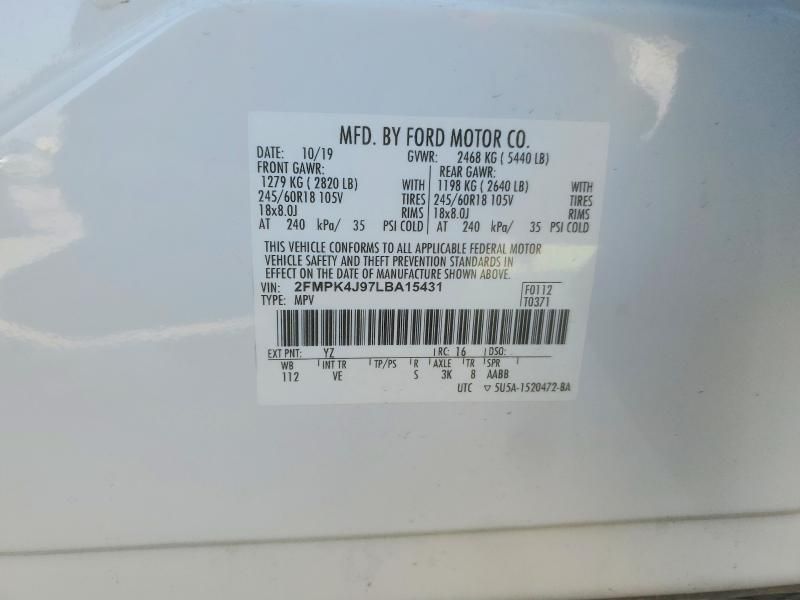 MFD. BY FORD MOTOR CO.
DATE: 10/19 GVWR: 2468 KG ( 5440 LB)
FRONT GAWR: REAR GAWR:
1279 KG ( 2820 LB) WITH 1198 KG ( 2640 LB) WITH
245/60R18 105V TIRES 245/60R18 105V TIRES
18x8.0J RIMS 18x8.0J RIMS
AT 240 kPa/ 35 PSI COLD AT 240 kPa/ 35 PSI COLD
THIS VEHICLE CONFORMS TO ALL APPLICABLE FEDERAL MOTOR
VEHICLE SAFETY AND THEFT PREVENTION STANDARDS IN
EFFECT ON THE DATE OF MANUFACTURE SHOWN ABOVE.
VIN: 2FMPK4J97LBA15431 F0112
TYPE: MPV T0371
EXT PNT: YZ RC: 16 DSO:
WB INT TR TP/PS R AXLE TR SPR
112 VE S 3K 8 AABB
UTC ▽ 5U5A-1520472-BA